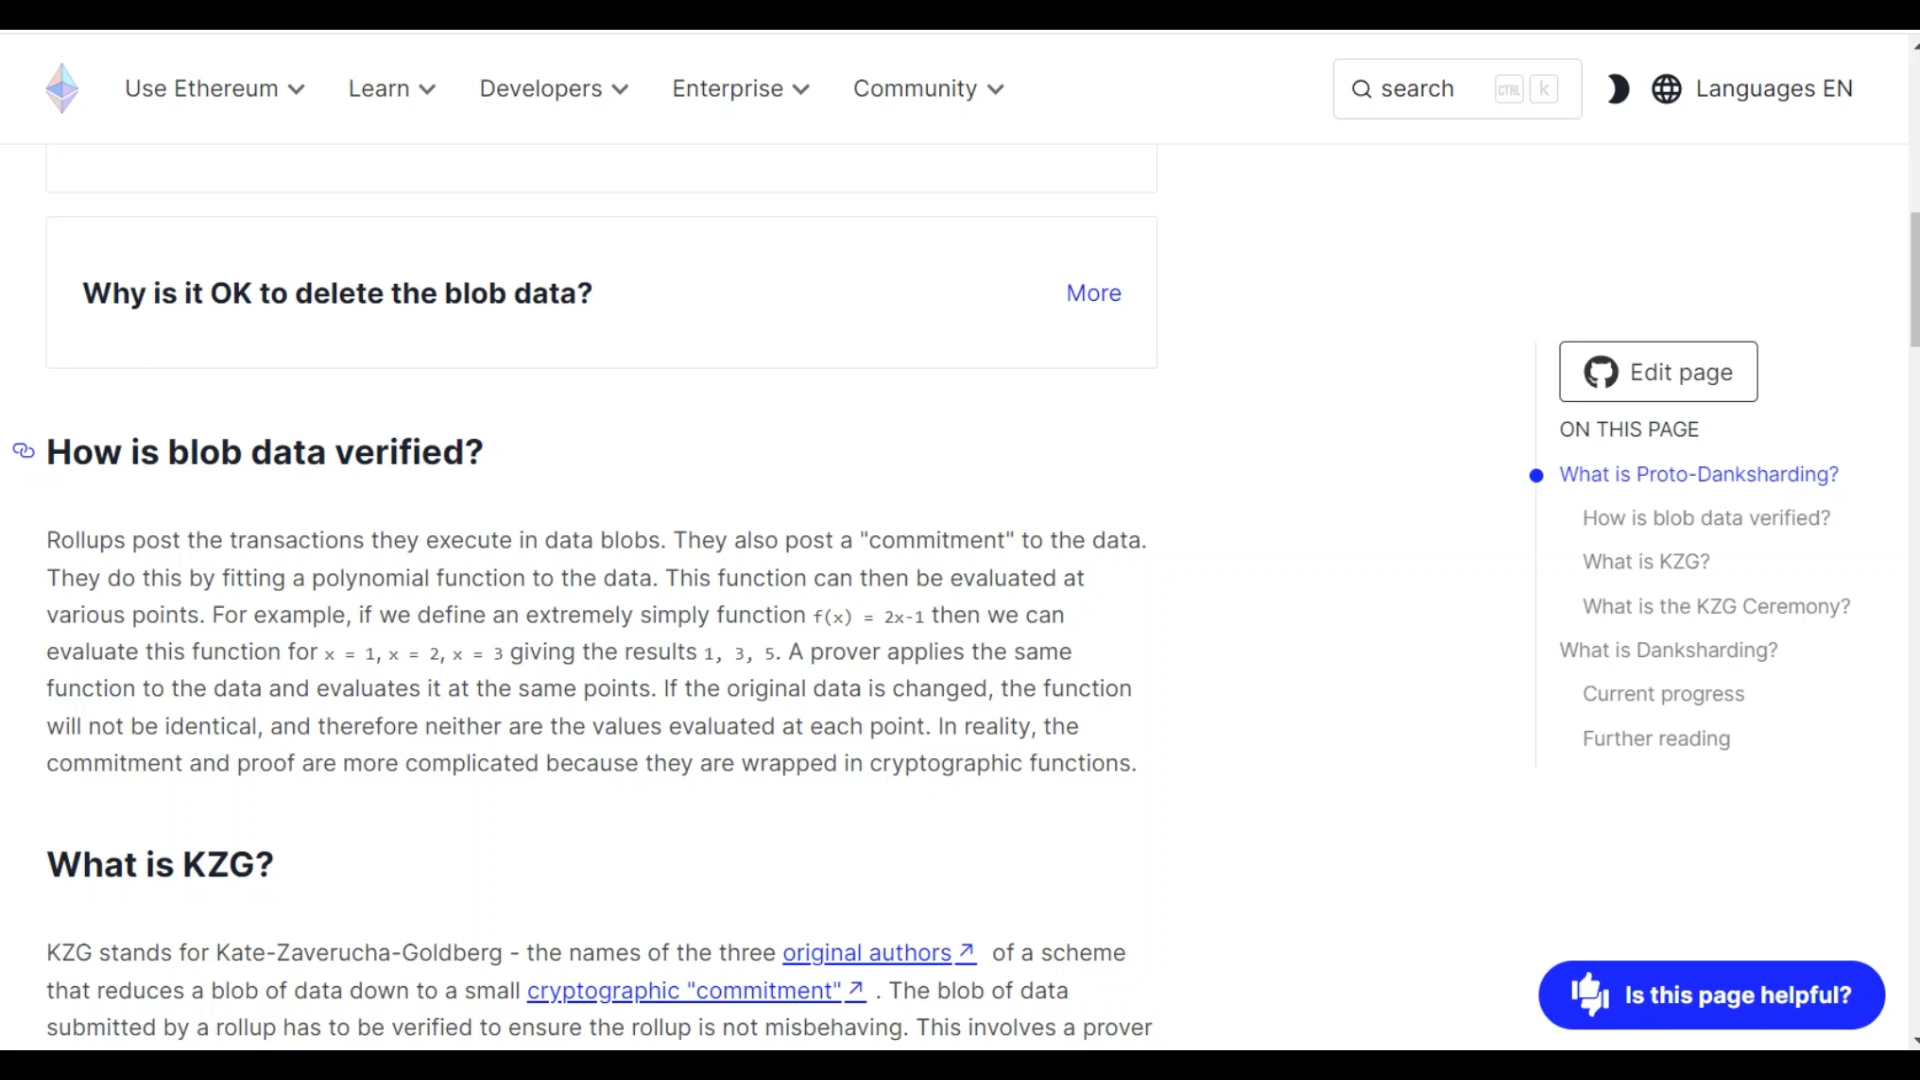 Use Ethereum Learn Developers Enterprise Community search CTRL k Languages EN
Why is it OK to delete the blob data? More
How is blob data verified?
Rollups post the transactions they execute in data blobs. They also post a "commitment" to the data.
They do this by fitting a polynomial function to the data. This function can then be evaluated at
various points. For example, if we define an extremely simply function f(x) = 2x-1 then we can
evaluate this function for x = 1, x = 2, x = 3 giving the results 1, 3, 5. A prover applies the same
function to the data and evaluates it at the same points. If the original data is changed, the function
will not be identical, and therefore neither are the values evaluated at each point. In reality, the
commitment and proof are more complicated because they are wrapped in cryptographic functions.
What is KZG?
KZG stands for Kate-Zaverucha-Goldberg - the names of the three original authors of a scheme
that reduces a blob of data down to a small cryptographic "commitment" . The blob of data
submitted by a rollup has to be verified to ensure the rollup is not misbehaving. This involves a prover
Edit page
ON THIS PAGE
What is Proto-Danksharding?
How is blob data verified?
What is KZG?
What is the KZG Ceremony?
What is Danksharding?
Current progress
Further reading
Is this page helpful?